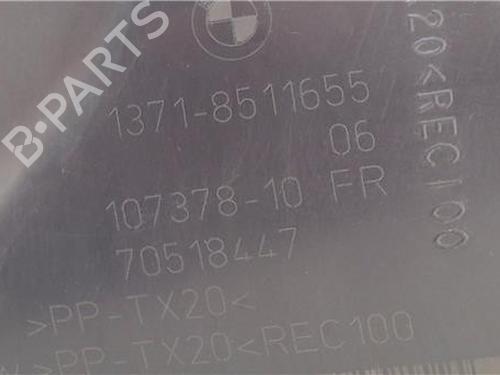 B-PARTS
1371-8511655
06
107378-10 FR
70518447
>PP-TX20<
>PP-TX20<REC100
20<REC100